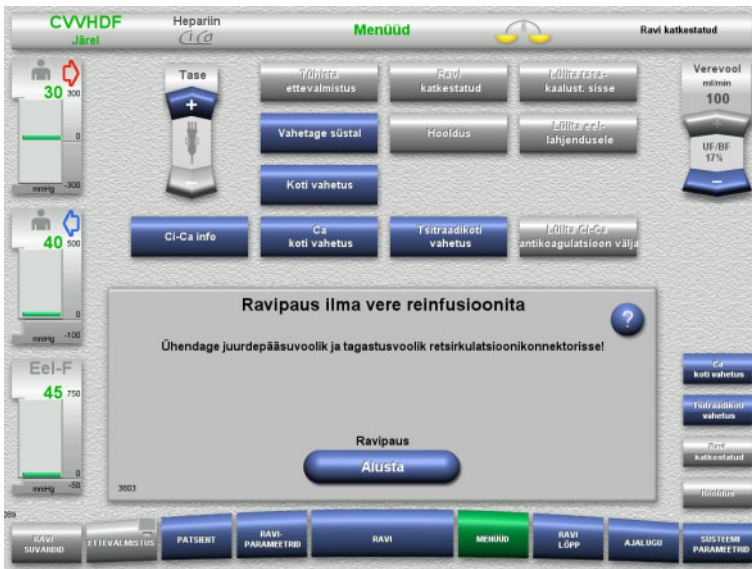 CVVHDF
Järel
Hepariin
Ci Ca
Menüüd
Ravi katkestatud
30
300
0
mmHg
-300
Tase
+
Tühista
ettevalmistus
Ravi
katkestatud
Lülita tasa-
kaalust. sisse
Verevool
ml/min
100
Vahetage süstal
Hooldus
Lülita eel-
lahjendusele
UF/BF
17%
Koti vahetus
40
500
0
mmHg
-100
Ci-Ca info
Ca
koti vahetus
Tsitraadikoti
vahetus
Lülita Ci-Ca
antikoagulatsioon välja
Ravipaus ilma vere reinfusioonita
?
Ühendage juurdepääsuvoolik ja tagastusvoolik retsirkulatsioonikonnektorisse!
Eel-F
45
750
0
mmHg
-50
Ravipaus
Alusta
3603
Ca
koti vahetus
Tsitraadikoti
vahetus
Ravi
katkestatud
Hooldus
RAVI
SUVANDID
ETTEVALMISTUS
PATSIENT
RAVI-
PARAMEETRID
RAVI
MENÜÜD
RAVI
LÕPP
AJALUGU
SÜSTEEMI
PARAMEETRID